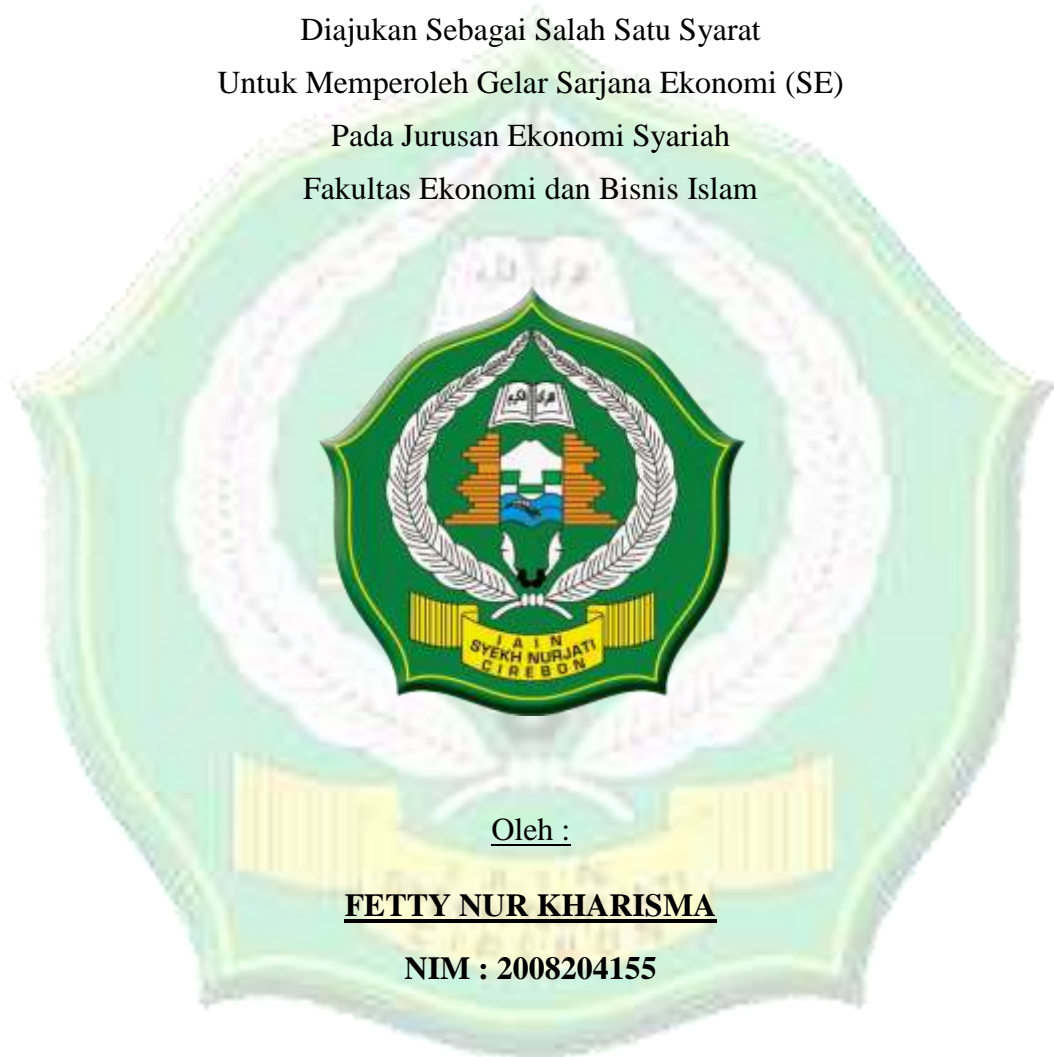 Diajukan Sebagai Salah Satu Syarat
Untuk Memperoleh Gelar Sarjana Ekonomi (SE)
Pada Jurusan Ekonomi Syariah
Fakultas Ekonomi dan Bisnis Islam
IAIN
SYEKH NURJATI
CIREBON
Oleh :
FETTY NUR KHARISMA
NIM : 2008204155